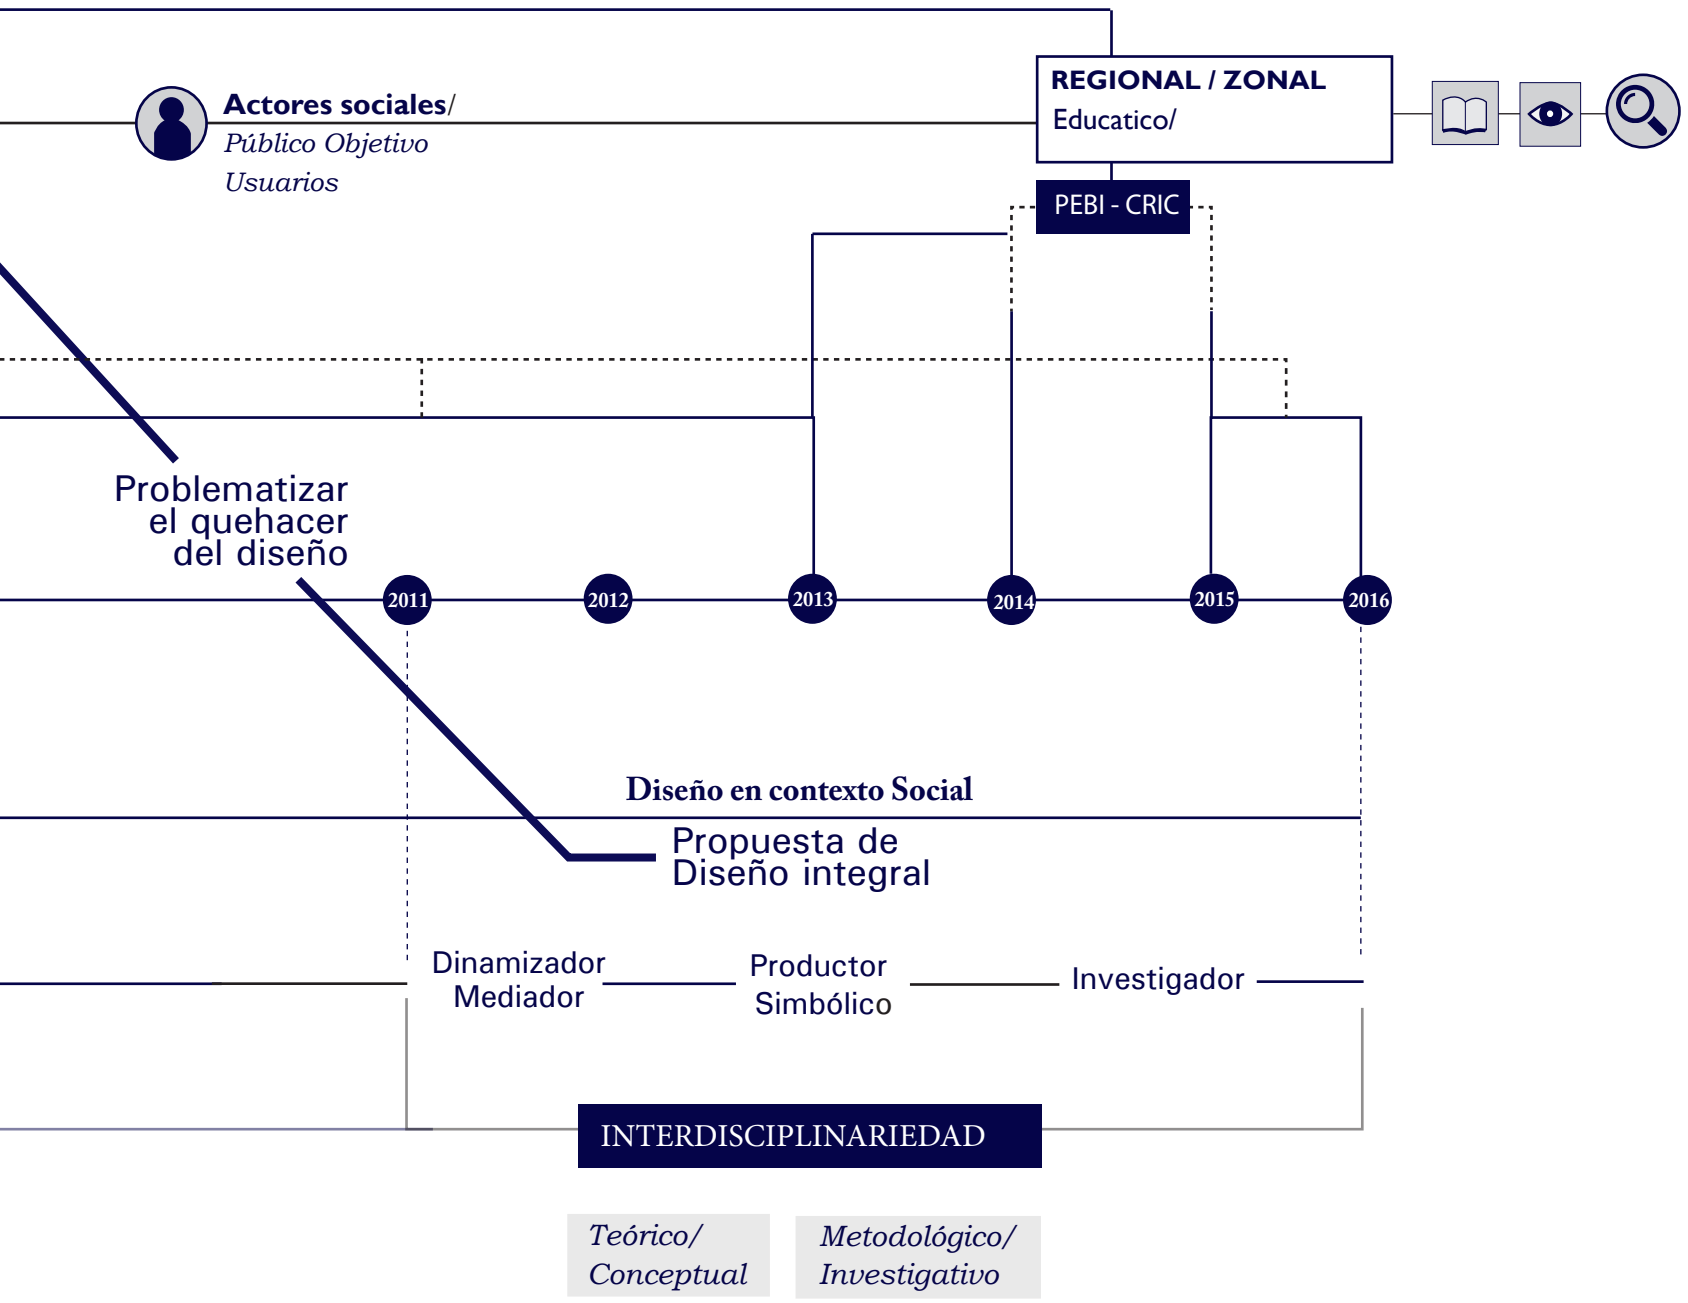 REGIONAL / ZONAL
Educatico/
Actores sociales/
Público Objetivo
Usuarios
PEBI - CRIC
Problematizar
el quehacer
del diseño
2011
2012
2013
2014
2015
2016
Diseño en contexto Social
Propuesta de
Diseño integral
Dinamizador
Mediador
Productor
Simbólico
Investigador
INTERDISCIPLINARIEDAD
Teórico/
Conceptual
Metodológico/
Investigativo